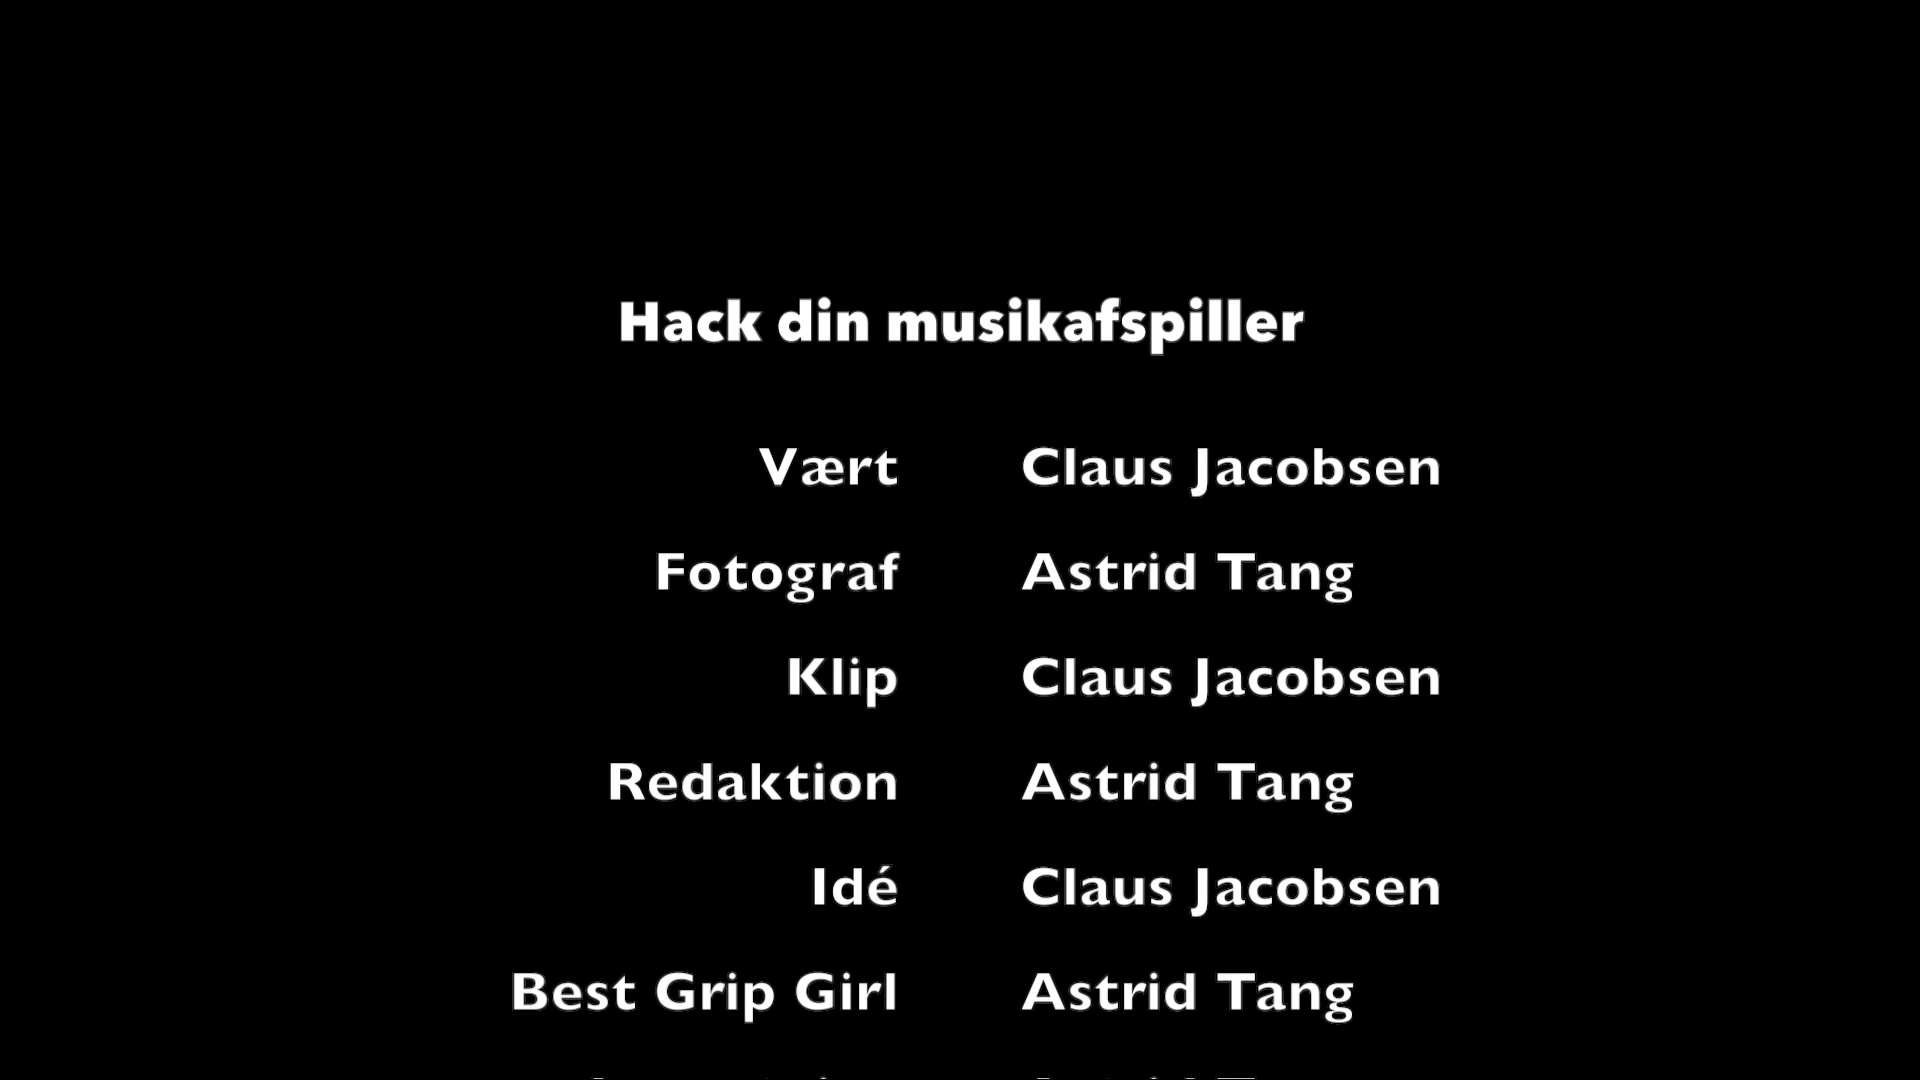 Hack din musikafspiller
Vært Claus Jacobsen
Fotograf Astrid Tang
Klip Claus Jacobsen
Redaktion Astrid Tang
Idé Claus Jacobsen
Best Grip Girl Astrid Tang